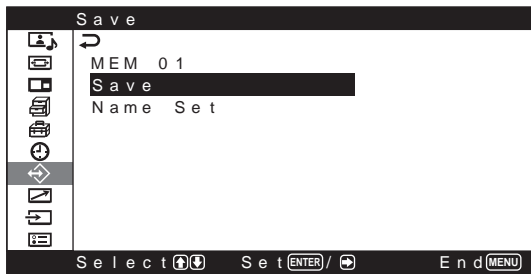 Save
MEM 01
Save
Name Set
Select Set ENTER / End MENU